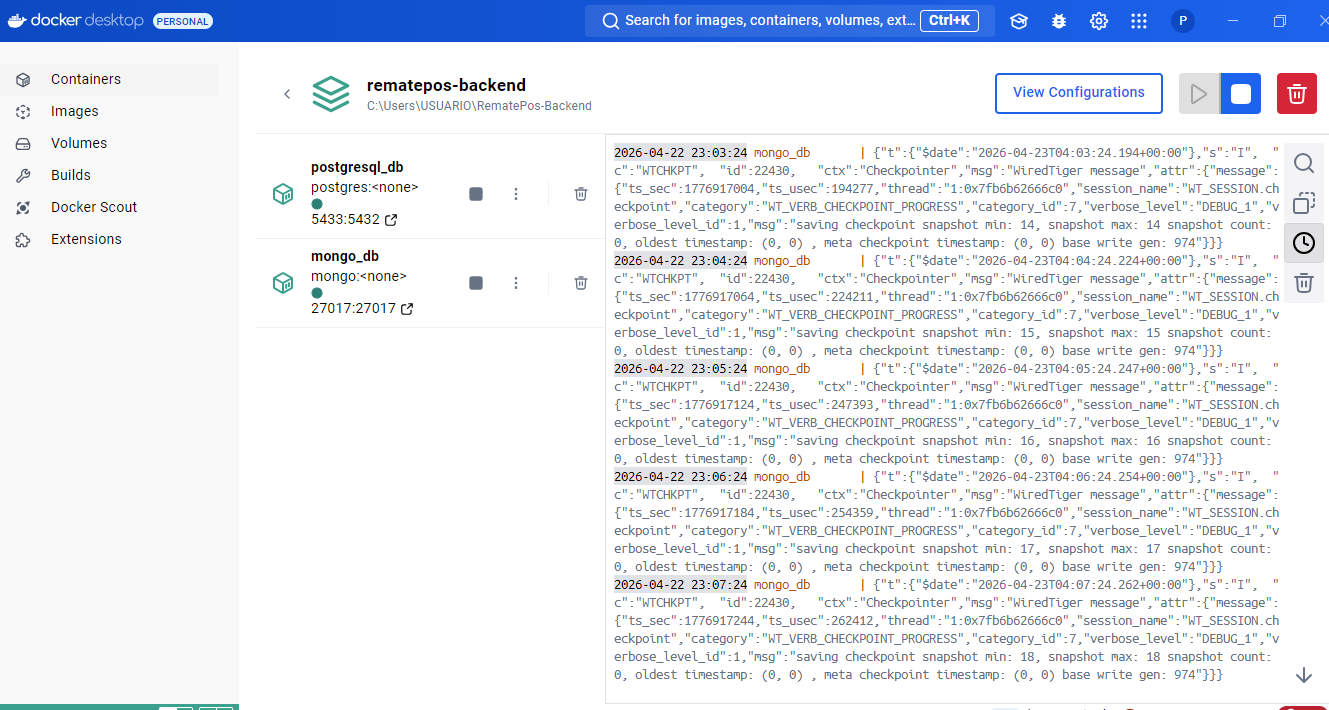 docker desktop PERSONAL
Search for images, containers, volumes, ext... Ctrl+K
P
Containers
Images
Volumes
Builds
Docker Scout
Extensions
rematepos-backend
C:\Users\USUARIO\RematePos-Backend
View Configurations
postgresql_db
postgres:<none>
5433:5432
mongo_db
mongo:<none>
27017:27017
2026-04-22 23:03:24 mongo_db | {"t":{"$date":"2026-04-23T04:03:24.194+00:00"},"s":"I", "
c":"WTCHKPT", "id":22430, "ctx":"Checkpointer","msg":"WiredTiger message","attr":{"message":
{"ts_sec":1776917004,"ts_usec":194277,"thread":"1:0x7fb6b62666c0","session_name":"WT_SESSION.ch
eckpoint","category":"WT_VERB_CHECKPOINT_PROGRESS","category_id":7,"verbose_level":"DEBUG_1","v
erbose_level_id":1,"msg":"saving checkpoint snapshot min: 14, snapshot max: 14 snapshot count:
0, oldest timestamp: (0, 0) , meta checkpoint timestamp: (0, 0) base write gen: 974"}}}
2026-04-22 23:04:24 mongo_db | {"t":{"$date":"2026-04-23T04:04:24.224+00:00"},"s":"I", "
c":"WTCHKPT", "id":22430, "ctx":"Checkpointer","msg":"WiredTiger message","attr":{"message":
{"ts_sec":1776917064,"ts_usec":224211,"thread":"1:0x7fb6b62666c0","session_name":"WT_SESSION.ch
eckpoint","category":"WT_VERB_CHECKPOINT_PROGRESS","category_id":7,"verbose_level":"DEBUG_1","v
erbose_level_id":1,"msg":"saving checkpoint snapshot min: 15, snapshot max: 15 snapshot count:
0, oldest timestamp: (0, 0) , meta checkpoint timestamp: (0, 0) base write gen: 974"}}}
2026-04-22 23:05:24 mongo_db | {"t":{"$date":"2026-04-23T04:05:24.247+00:00"},"s":"I", "
c":"WTCHKPT", "id":22430, "ctx":"Checkpointer","msg":"WiredTiger message","attr":{"message":
{"ts_sec":1776917124,"ts_usec":247393,"thread":"1:0x7fb6b62666c0","session_name":"WT_SESSION.ch
eckpoint","category":"WT_VERB_CHECKPOINT_PROGRESS","category_id":7,"verbose_level":"DEBUG_1","v
erbose_level_id":1,"msg":"saving checkpoint snapshot min: 16, snapshot max: 16 snapshot count:
0, oldest timestamp: (0, 0) , meta checkpoint timestamp: (0, 0) base write gen: 974"}}}
2026-04-22 23:06:24 mongo_db | {"t":{"$date":"2026-04-23T04:06:24.254+00:00"},"s":"I", "
c":"WTCHKPT", "id":22430, "ctx":"Checkpointer","msg":"WiredTiger message","attr":{"message":
{"ts_sec":1776917184,"ts_usec":254359,"thread":"1:0x7fb6b62666c0","session_name":"WT_SESSION.ch
eckpoint","category":"WT_VERB_CHECKPOINT_PROGRESS","category_id":7,"verbose_level":"DEBUG_1","v
erbose_level_id":1,"msg":"saving checkpoint snapshot min: 17, snapshot max: 17 snapshot count:
0, oldest timestamp: (0, 0) , meta checkpoint timestamp: (0, 0) base write gen: 974"}}}
2026-04-22 23:07:24 mongo_db | {"t":{"$date":"2026-04-23T04:07:24.262+00:00"},"s":"I", "
c":"WTCHKPT", "id":22430, "ctx":"Checkpointer","msg":"WiredTiger message","attr":{"message":
{"ts_sec":1776917244,"ts_usec":262412,"thread":"1:0x7fb6b62666c0","session_name":"WT_SESSION.ch
eckpoint","category":"WT_VERB_CHECKPOINT_PROGRESS","category_id":7,"verbose_level":"DEBUG_1","v
erbose_level_id":1,"msg":"saving checkpoint snapshot min: 18, snapshot max: 18 snapshot count:
0, oldest timestamp: (0, 0) , meta checkpoint timestamp: (0, 0) base write gen: 974"}}}